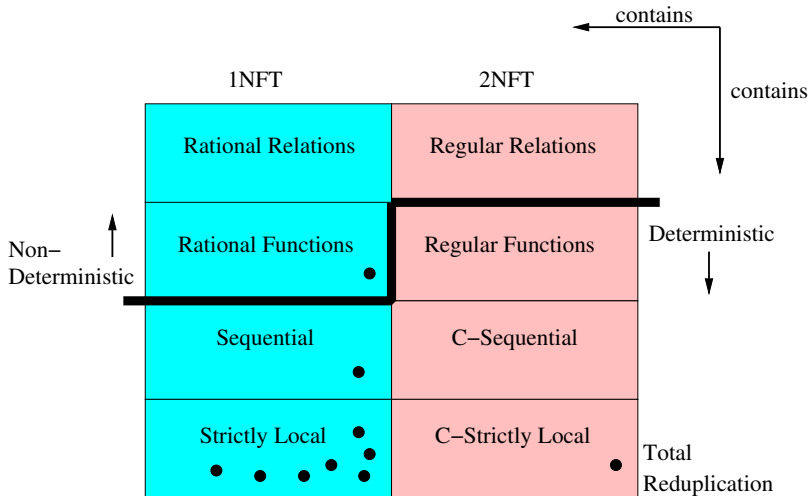 contains
1NFT
2NFT
contains
Rational Relations
Regular Relations
Non-
Deterministic
Rational Functions
Regular Functions
Deterministic
Sequential
C-Sequential
Strictly Local
C-Strictly Local
Total
Reduplication